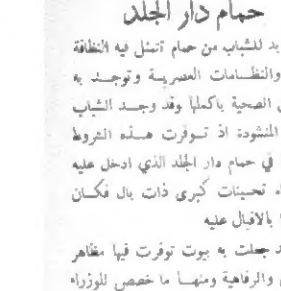 حمام دار الجلد
بد للشباب من حمام تتمثل فيه النظافة
والنظامات العصرية وتوجد به
الصحية باكملها وقد وجد الشباب
المنشودة اذ توفرت هذه الشروط
في حمام دار الجلد الذي ادخل عليه
تحسينات كبرى ذات بال فكان
بالاقبال عليه
جعلت به بيوت توفرت فيها مظاهر
والرفاهية ومنها ما خصص للوزراء